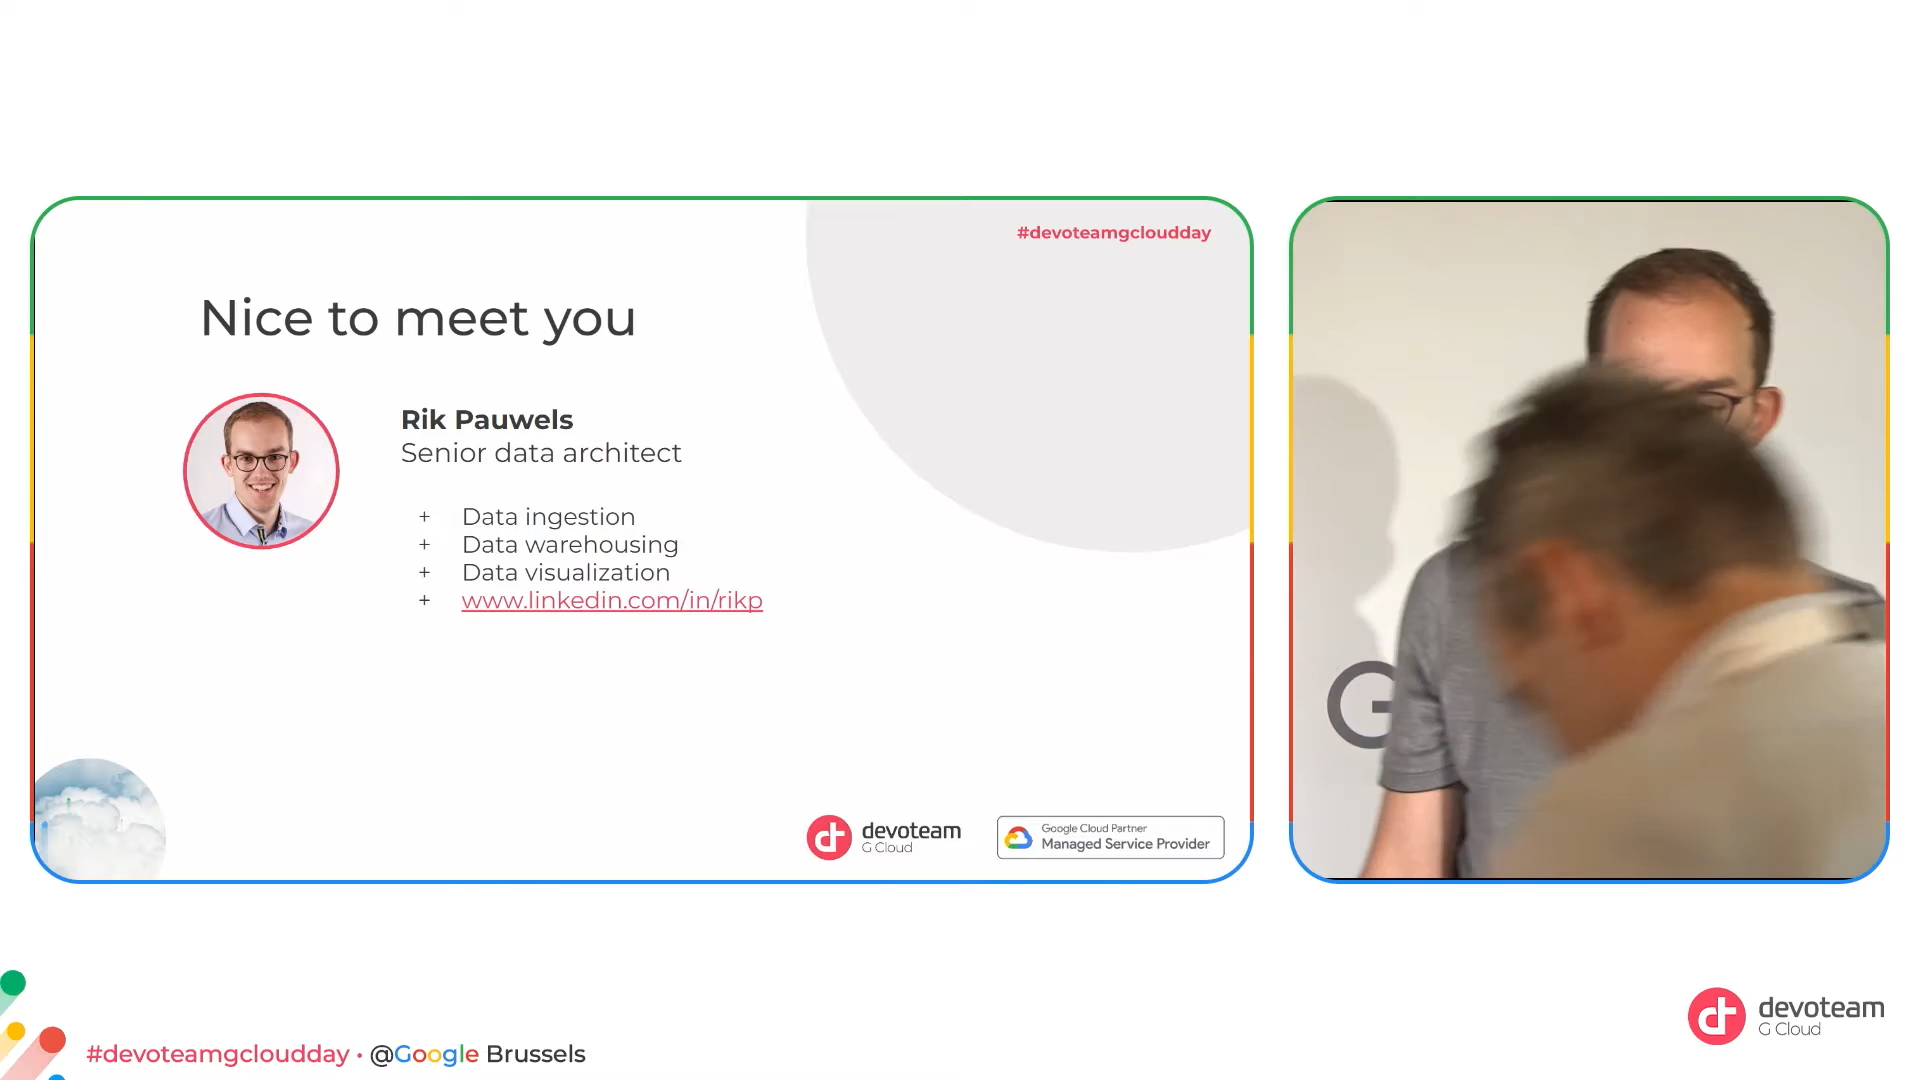 #devoteamgcloudday
Nice to meet you
Rik Pauwels
Senior data architect
+ Data ingestion
+ Data warehousing
+ Data visualization
+ www.linkedin.com/in/rikp
devoteam
G Cloud
Google Cloud Partner
Managed Service Provider
G
#devoteamgcloudday • @Google Brussels
devoteam
G Cloud